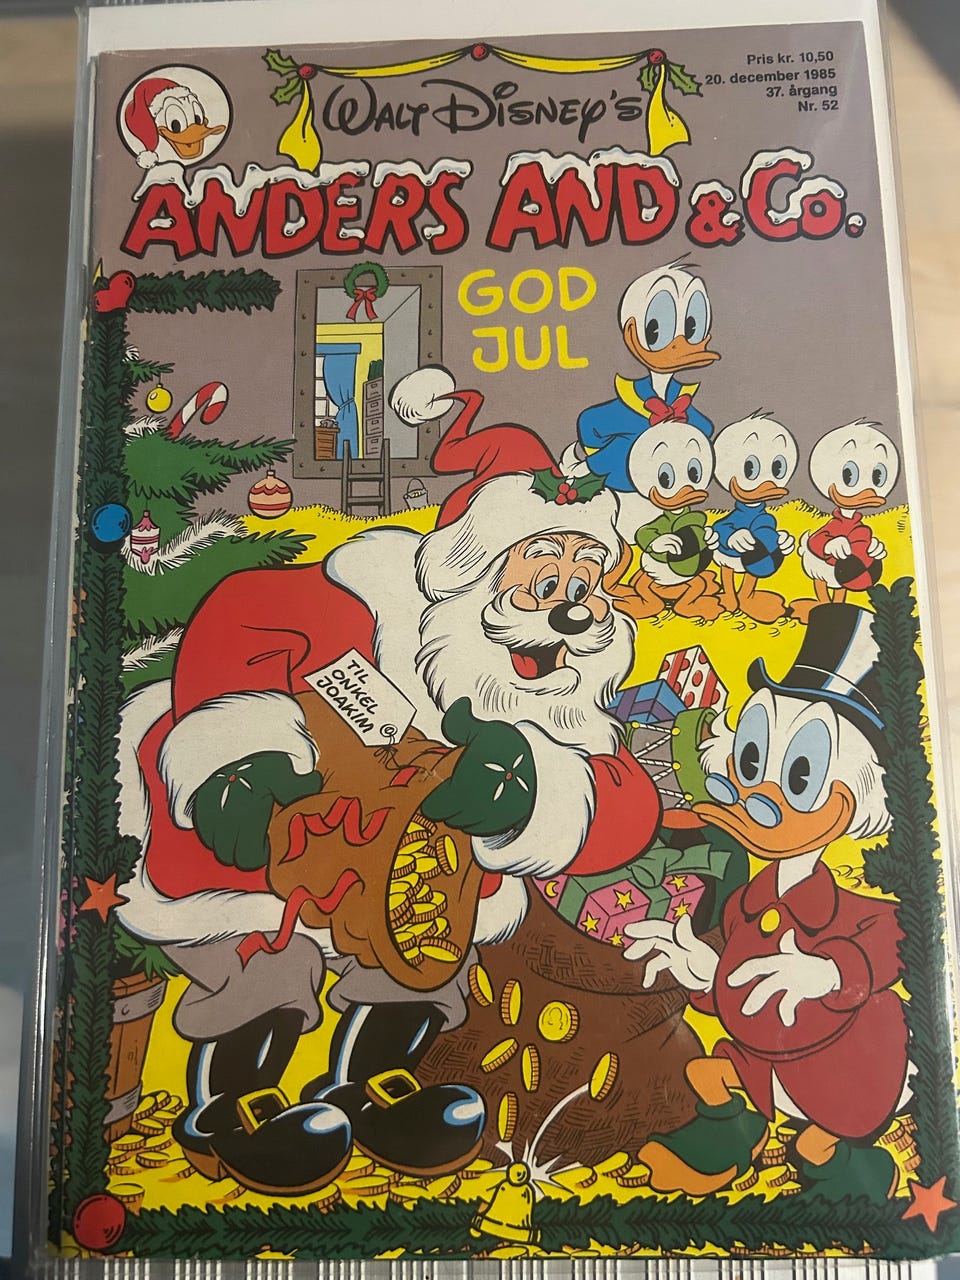 Pris kr. 10,50
20. december 1985
37. årgang
Nr. 52
WALT DISNEY'S
ANDERS AND & Co.
GOD
JUL
TIL
ONKEL
JOAKIM